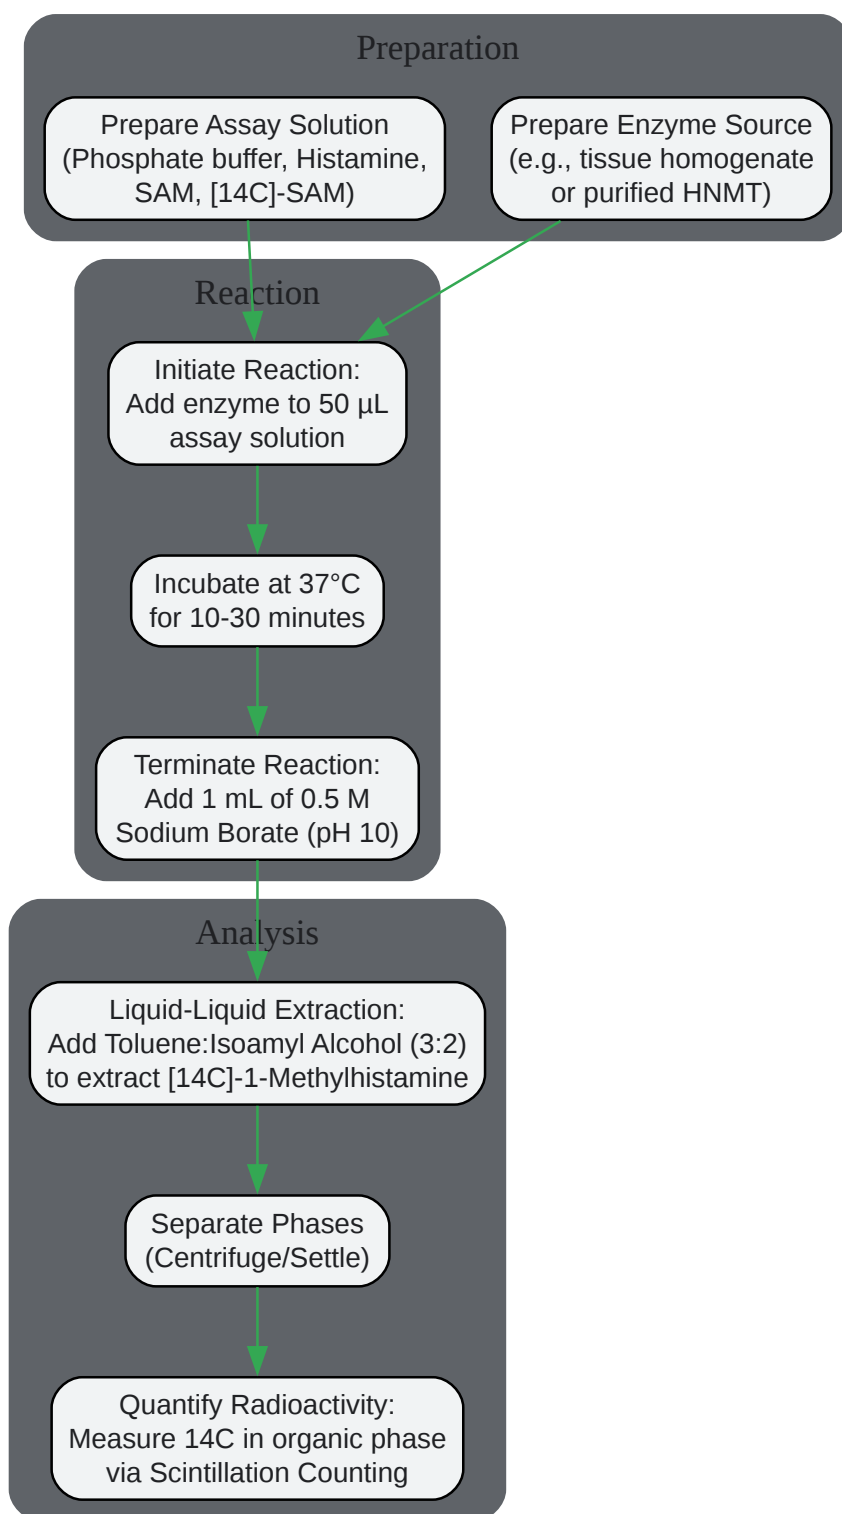 Preparation
Prepare Assay Solution
(Phosphate buffer, Histamine,
SAM, [14C]-SAM)
Prepare Enzyme Source
(e.g., tissue homogenate
or purified HNMT)
Reaction
Initiate Reaction:
Add enzyme to 50 µL
assay solution
Incubate at 37°C
for 10-30 minutes
Terminate Reaction:
Add 1 mL of 0.5 M
Sodium Borate (pH 10)
Analysis
Liquid-Liquid Extraction:
Add Toluene:Isoamyl Alcohol (3:2)
to extract [14C]-1-Methylhistamine
Separate Phases
(Centrifuge/Settle)
Quantify Radioactivity:
Measure 14C in organic phase
via Scintillation Counting